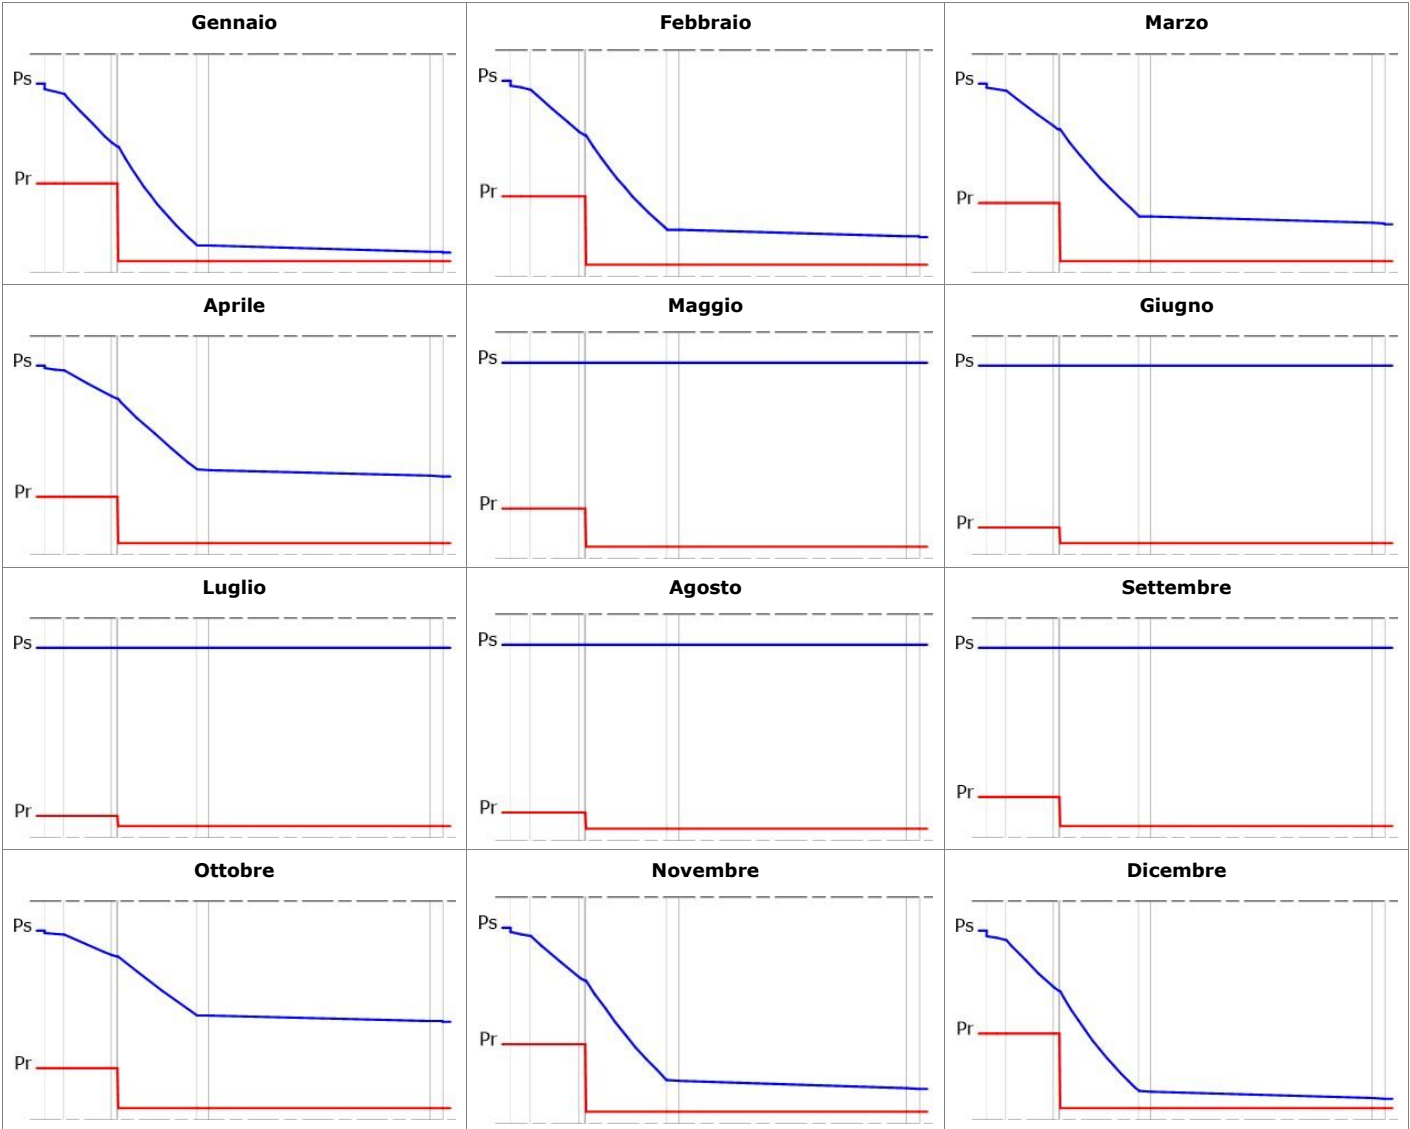 Gennaio
Febbraio
Marzo
Ps
Pr
Ps
Pr
Ps
Pr
Aprile
Maggio
Giugno
Ps
Pr
Ps
Pr
Ps
Pr
Luglio
Agosto
Settembre
Ps
Pr
Ps
Pr
Ps
Pr
Ottobre
Novembre
Dicembre
Ps
Pr
Ps
Pr
Ps
Pr